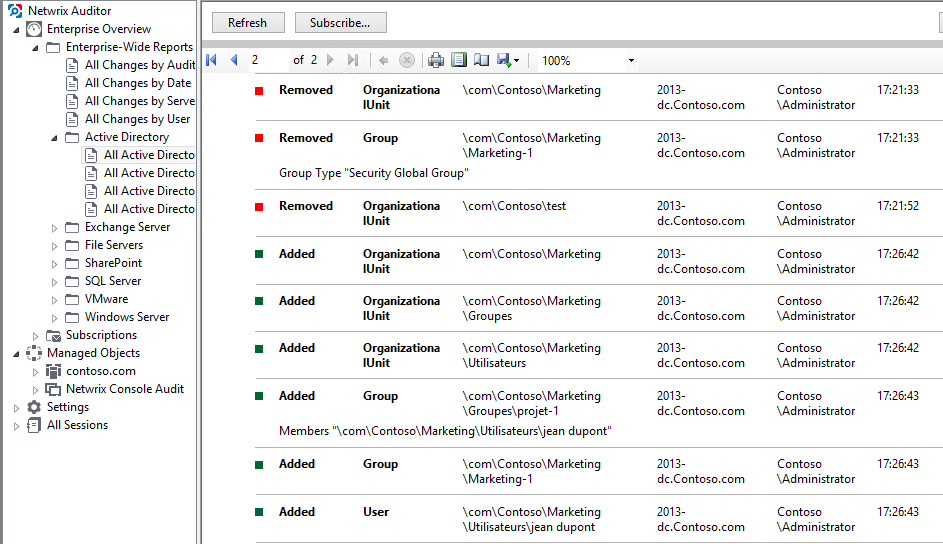 Netwrix Auditor
Enterprise Overview
Enterprise-Wide Reports
All Changes by Audit
All Changes by Date
All Changes by Serve
All Changes by User
Active Directory
All Active Directo
All Active Directo
All Active Directo
All Active Directo
Exchange Server
File Servers
SharePoint
SQL Server
VMware
Windows Server
Subscriptions
Managed Objects
contoso.com
Netwrix Console Audit
Settings
All Sessions
Refresh Subscribe...
2 of 2 100%
Removed Organizationa \com\Contoso\Marketing 2013- Contoso 17:21:33
lUnit dc.Contoso.com \Administrator
Removed Group \com\Contoso\Marketing 2013- Contoso 17:21:33
\Marketing-1 dc.Contoso.com \Administrator
Group Type "Security Global Group"
Removed Organizationa \com\Contoso\test 2013- Contoso 17:21:52
lUnit dc.Contoso.com \Administrator
Added Organizationa \com\Contoso\Marketing 2013- Contoso 17:26:42
lUnit dc.Contoso.com \Administrator
Added Organizationa \com\Contoso\Marketing 2013- Contoso 17:26:42
lUnit \Groupes dc.Contoso.com \Administrator
Added Organizationa \com\Contoso\Marketing 2013- Contoso 17:26:42
lUnit \Utilisateurs dc.Contoso.com \Administrator
Added Group \com\Contoso\Marketing 2013- Contoso 17:26:43
\Groupes\projet-1 dc.Contoso.com \Administrator
Members "\com\Contoso\Marketing\Utilisateurs\jean dupont"
Added Group \com\Contoso\Marketing 2013- Contoso 17:26:43
\Marketing-1 dc.Contoso.com \Administrator
Added User \com\Contoso\Marketing 2013- Contoso 17:26:43
\Utilisateurs\jean dupont dc.Contoso.com \Administrator